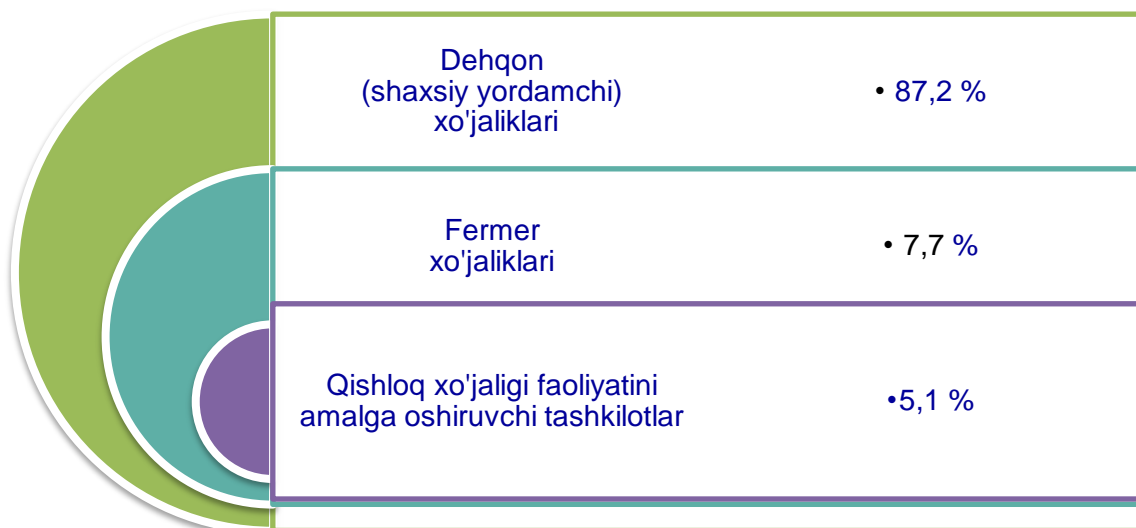 Dehqon
(shaxsiy yordamchi)
xo'jaliklari
• 87,2 %
Fermer
xo'jaliklari
• 7,7 %
Qishloq xo'jaligi faoliyatini
amalga oshiruvchi tashkilotlar
•5,1 %